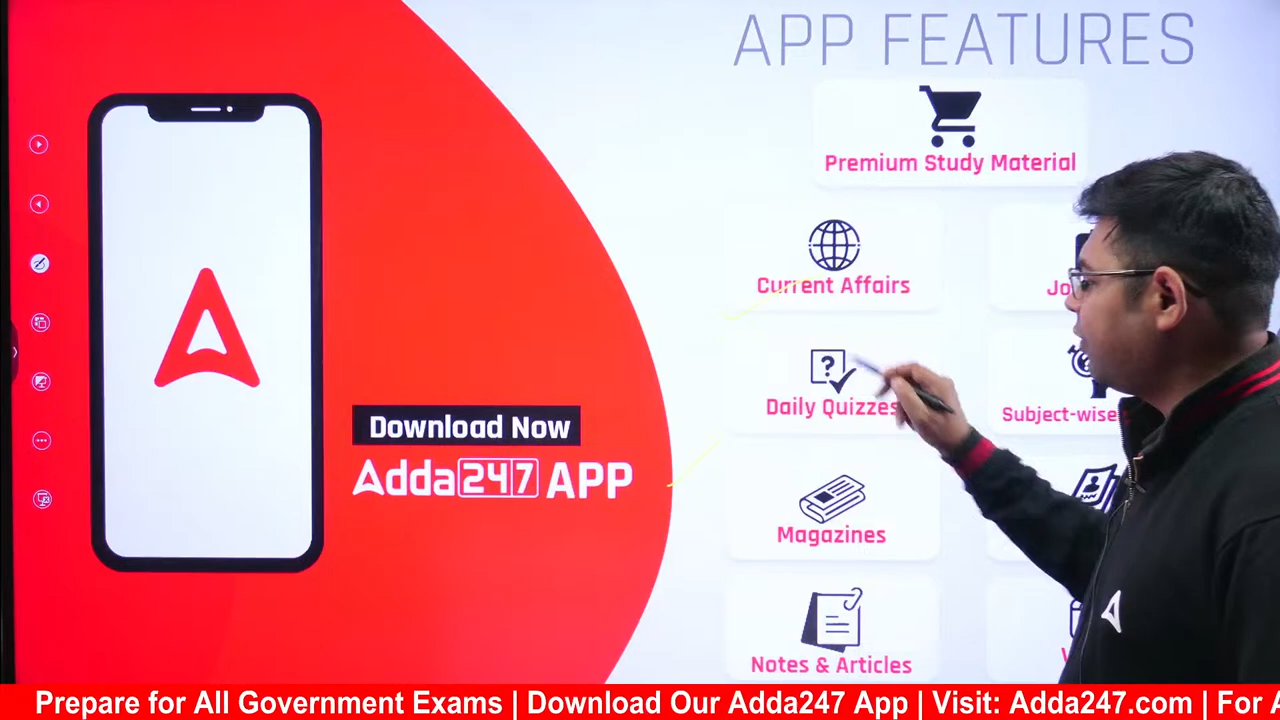 APP FEATURES
Premium Study Material
Current Affairs
Daily Quizzes
Subject-wise
Magazines
Notes & Articles
Download Now
Adda247 APP
Prepare for All Government Exams | Download Our Adda247 App | Visit: Adda247.com | For